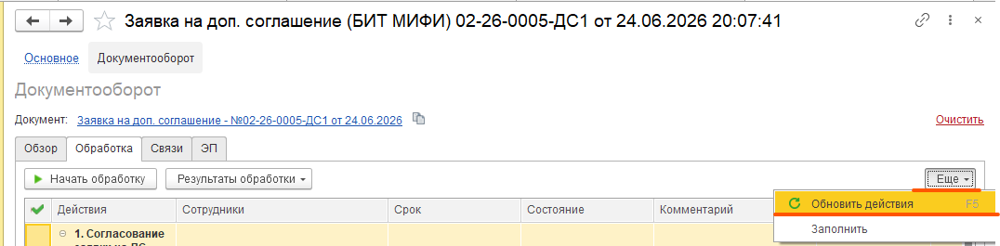 Заявка на доп. соглашение (БИТ МИФИ) 02-26-0005-ДС1 от 24.06.2026 20:07:41
Основное Документооборот
Документооборот
Документ: Заявка на доп. соглашение - №02-26-0005-ДС1 от 24.06.2026 Очистить
Обзор Обработка Связи ЭП
Начать обработку Результаты обработки Еще
Действия Сотрудники Срок Состояние Комментарий
Обновить действия F5
1. Согласование
Заполнить